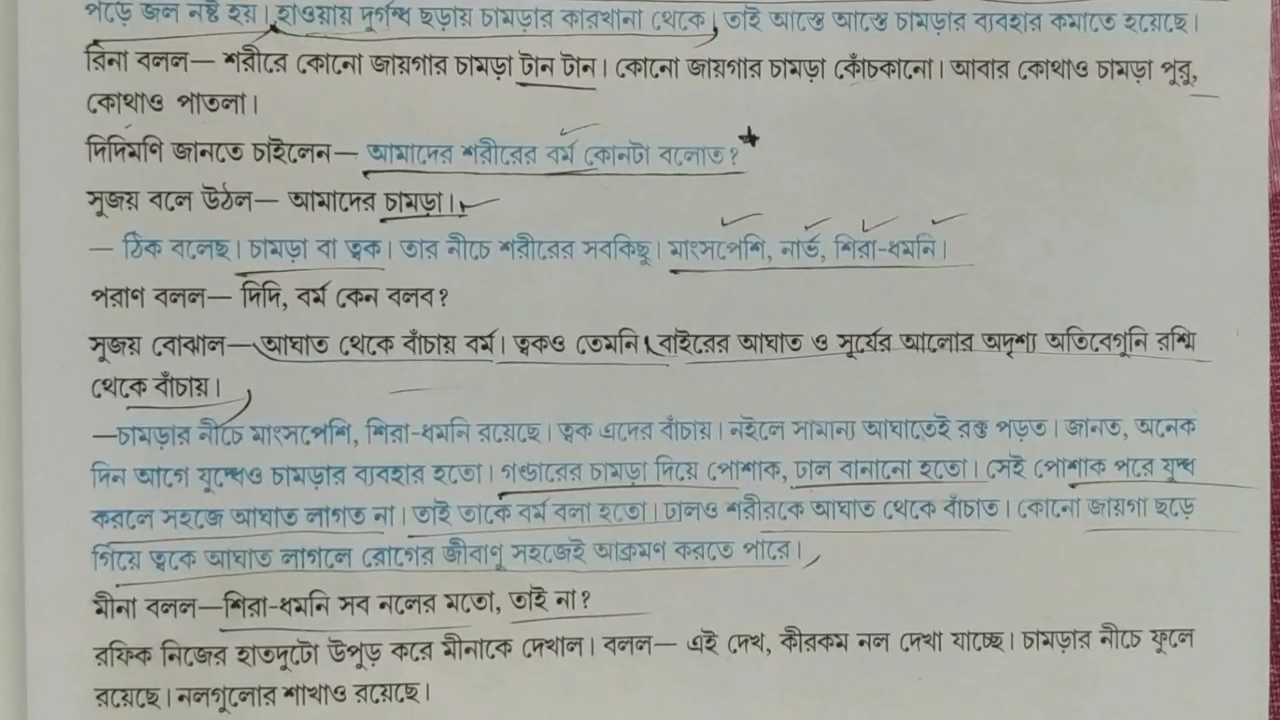 পড়ে জল নষ্ট হয়। হাওয়ায় দুর্গন্ধ ছড়ায় চামড়ার কারখানা থেকে, তাই আস্তে আস্তে চামড়ার ব্যবহার কমাতে হয়েছে।
রিনা বলল— শরীরে কোনো জায়গার চামড়া টান টান। কোনো জায়গার চামড়া কোঁচকানো। আবার কোথাও চামড়া পুরু,
কোথাও পাতলা।
দিদিমণি জানতে চাইলেন— আমাদের শরীরের বর্ম কোনটা বলোত?
সুজয় বলে উঠল— আমাদের চামড়া।
— ঠিক বলেছ। চামড়া বা ত্বক। তার নীচে শরীরের সবকিছু। মাংসপেশি, নার্ভ, শিরা-ধমনি।
পরাণ বলল— দিদি, বর্ম কেন বলব?
সুজয় বোঝাল— আঘাত থেকে বাঁচায় বর্ম। ত্বকও তেমনি। বাইরের আঘাত ও সূর্যের আলোর অদৃশ্য অতিবেগুনি রশ্মি
থেকে বাঁচায়।
—চামড়ার নীচে মাংসপেশি, শিরা-ধমনি রয়েছে। ত্বক এদের বাঁচায়। নইলে সামান্য আঘাতেই রক্ত পড়ত। জানত, অনেক
দিন আগে যুদ্ধেও চামড়ার ব্যবহার হতো। গণ্ডারের চামড়া দিয়ে পোশাক, ঢাল বানানো হতো। সেই পোশাক পরে যুদ্ধ
করলে সহজে আঘাত লাগত না। তাই তাকে বর্ম বলা হতো। ঢালও শরীরকে আঘাত থেকে বাঁচাত। কোনো জায়গা ছড়ে
গিয়ে ত্বকে আঘাত লাগলে রোগের জীবাণু সহজেই আক্রমণ করতে পারে।
মীনা বলল—শিরা-ধমনি সব নলের মতো, তাই না?
রফিক নিজের হাতদুটো উপুড় করে মীনাকে দেখাল। বলল— এই দেখ, কীরকম নল দেখা যাচ্ছে। চামড়ার নীচে ফুলে
রয়েছে। নলগুলোর শাখাও রয়েছে।